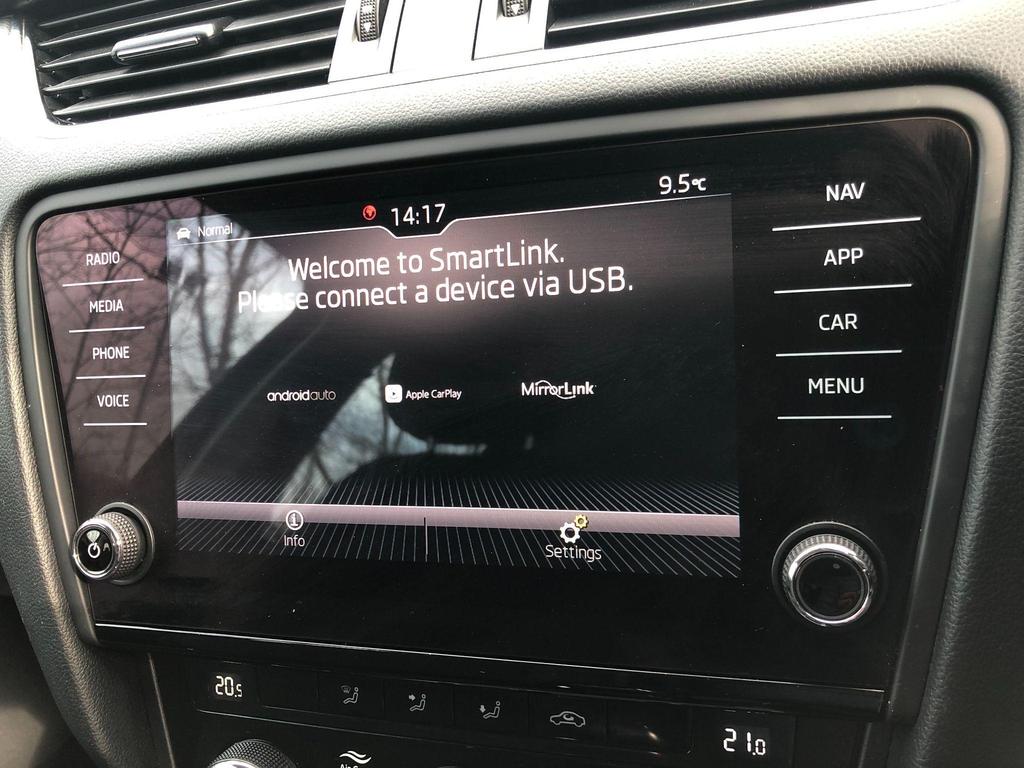 9.5°C
14:17
Normal
Welcome to SmartLink.
Please connect a device via USB.
androidauto
Apple CarPlay
MirrorLink
Info
Settings
RADIO
MEDIA
PHONE
VOICE
NAV
APP
CAR
MENU
20.5
21.0